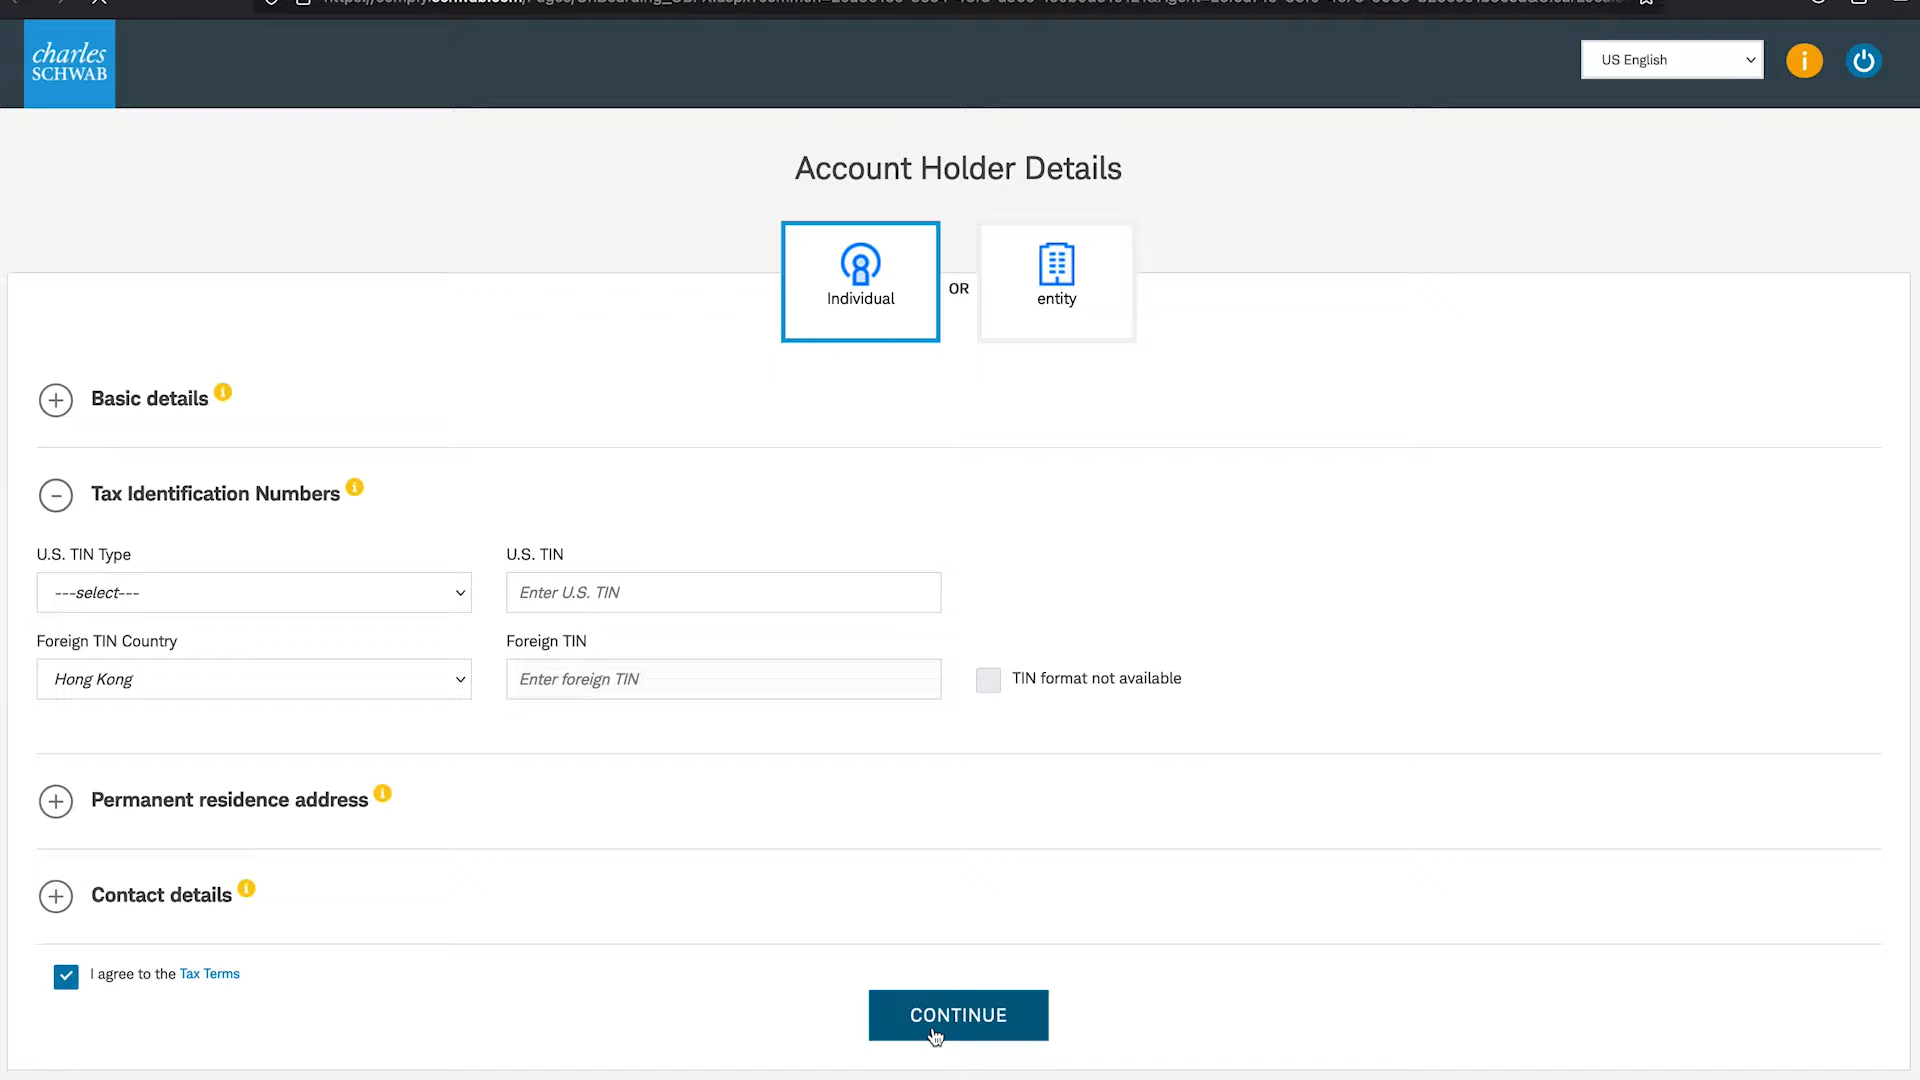 charles
SCHWAB
US English
Account Holder Details
Individual
OR
entity
Basic details
Tax Identification Numbers
U.S. TIN Type
U.S. TIN
---select---
Enter U.S. TIN
Foreign TIN Country
Foreign TIN
Hong Kong
Enter foreign TIN
TIN format not available
Permanent residence address
Contact details
I agree to the Tax Terms
CONTINUE